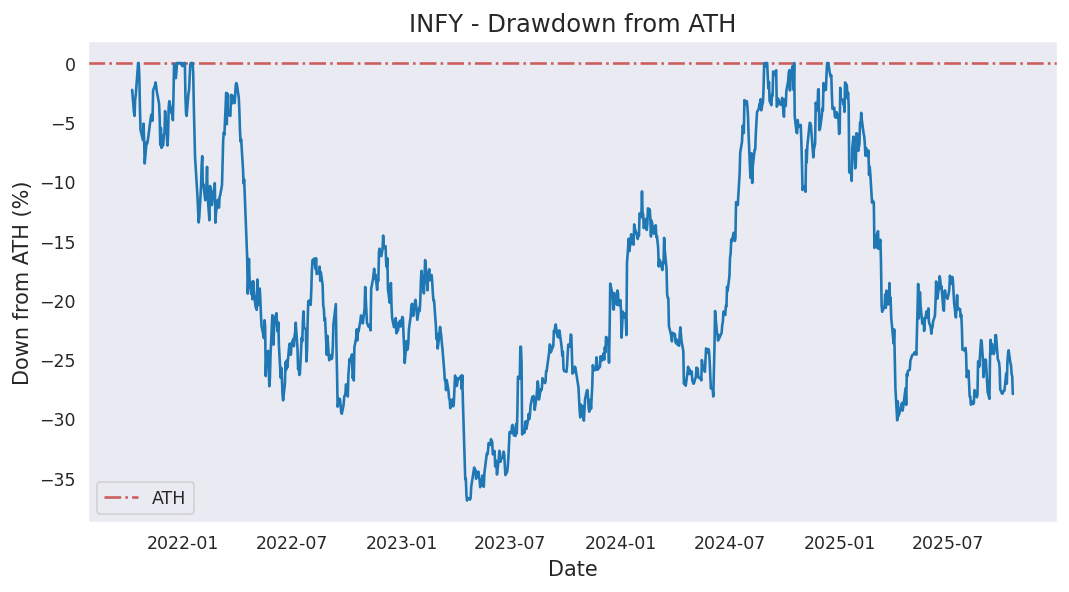 INFY - Drawdown from ATH
Down from ATH (%)
0
−5
−10
−15
−20
−25
−30
−35
ATH
2022-01 2022-07 2023-01 2023-07 2024-01 2024-07 2025-01 2025-07
Date